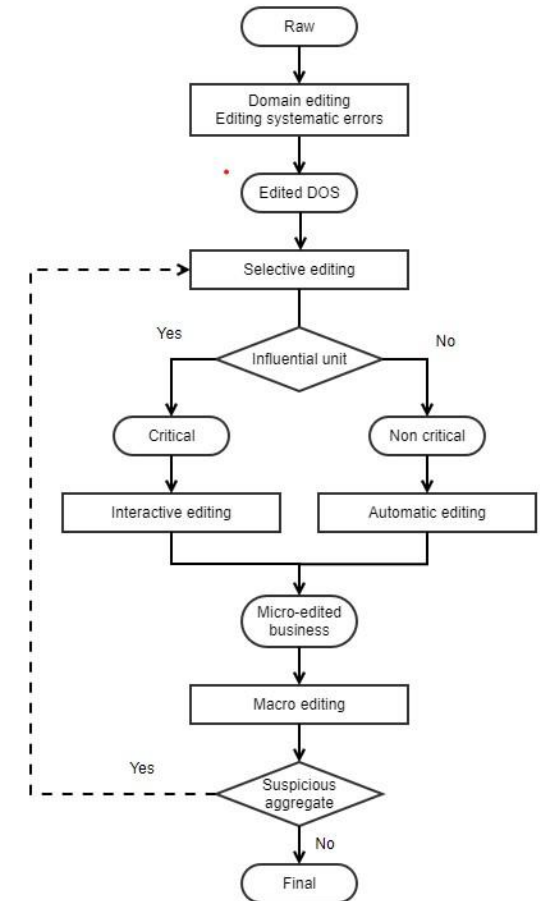 Raw
Domain editing
Editing systematic errors
Edited DOS
Selective editing
Yes
No
Influential unit
Critical
Non critical
Interactive editing
Automatic editing
Micro-edited
business
Macro editing
Yes
Suspicious
aggregate
No
Final